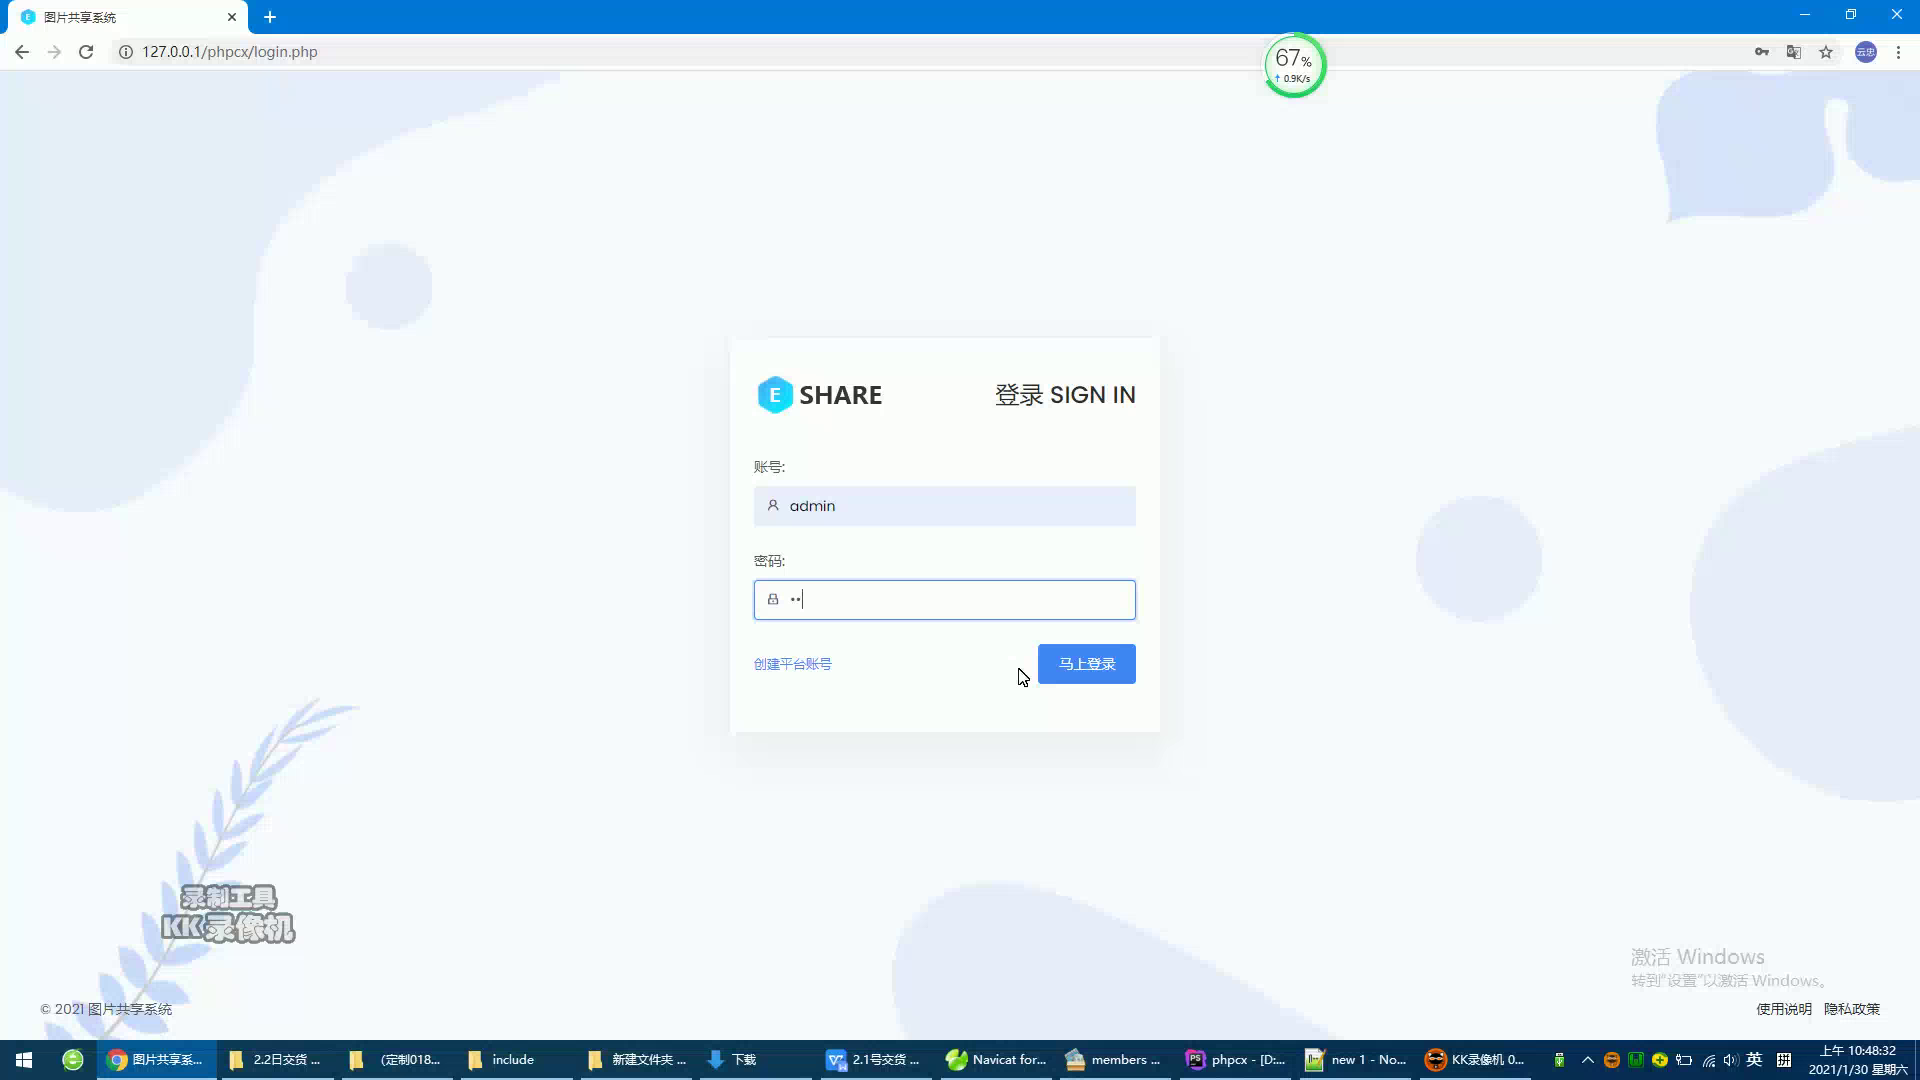 图片共享系统
127.0.0.1/phpcx/login.php
67%
↑ 0.9K/s
云忠
E SHARE
登录 SIGN IN
账号:
admin
密码:
••
创建平台账号
马上登录
录制工具
KK录像机
激活 Windows
转到“设置”以激活 Windows。
© 2021 图片共享系统
使用说明 隐私政策
图片共享系...
2.2日交货 ...
(定制018...
include
新建文件夹 ...
下载
2.1号交货 ...
Navicat for...
members ...
phpcx - [D:...
new 1 - No...
KK录像机 0...
英
拼
上午 10:48:32
2021/1/30 星期六